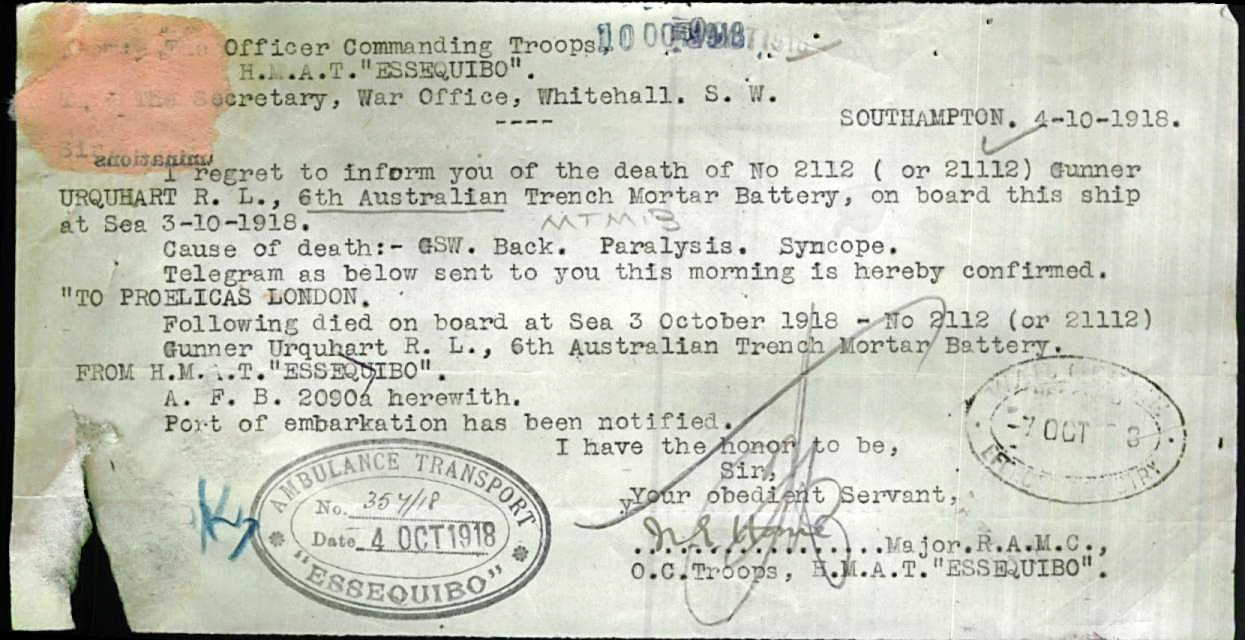 The Officer Commanding Troops,
H.M.A.T."ESSEQUIBO".
The Secretary, War Office, Whitehall. S. W.
----
SOUTHAMPTON. 4-10-1918.
Sir
I regret to inform you of the death of No 2112 ( or 21112) Gunner
URQUHART R. L., 6th Australian Trench Mortar Battery, on board this ship
at Sea 3-10-1918.
MTMB
Cause of death:- GSW. Back. Paralysis. Syncope.
Telegram as below sent to you this morning is hereby confirmed.
"TO PROELICAS LONDON.
Following died on board at Sea 3 October 1918 - No 2112 (or 21112)
Gunner Urquhart R. L., 6th Australian Trench Mortar Battery.
FROM H.M. .T."ESSEQUIBO".
A. F. B. 2090a herewith.
Port of embarkation has been notified.
I have the honor to be,
Sir,
Your obedient Servant,
................Major.R.A.M.C.,
O.C.Troops, H.M.A.T."ESSEQUIBO".
AMBULANCE TRANSPORT
No. 357/18
Date 4 OCT 1918
"ESSEQUIBO"
-7 OCT